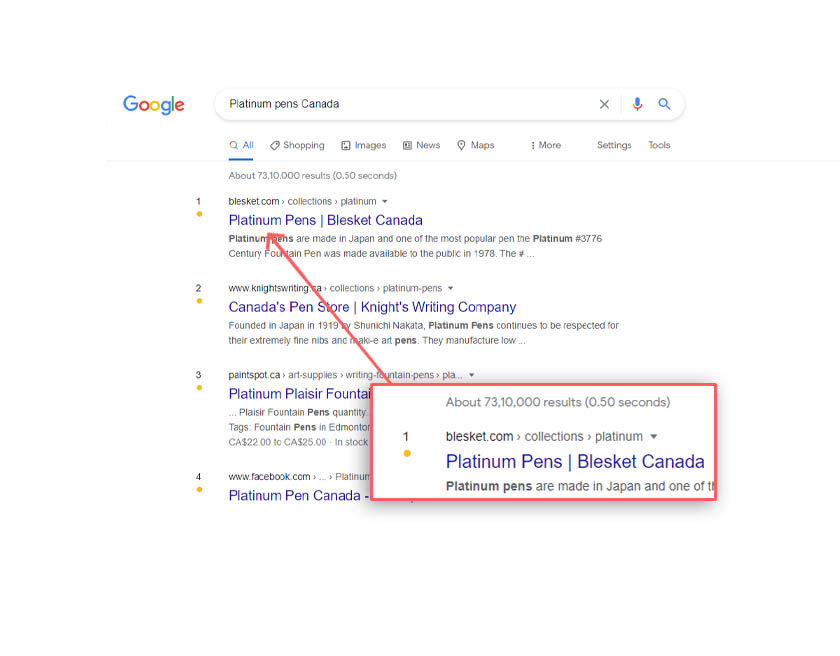 Google
Platinum pens Canada
All Shopping Images News Maps More Settings Tools
About 73,10,000 results (0.50 seconds)
1 blesket.com › collections › platinum
Platinum Pens | Blesket Canada
Platinum pens are made in Japan and one of the most popular pen the Platinum #3776
Century Fountain Pen was made available to the public in 1978. The # ...
2 www.knightswriting.ca › collections › platinum-pens
Canada's Pen Store | Knight's Writing Company
Founded in Japan in 1919 by Shunichi Nakata, Platinum Pens continues to be respected for
their extremely fine nibs and maki-e art pens. They manufacture low ...
3 paintspot.ca › art-supplies › writing-fountain-pens › pla...
Platinum Plaisir Fountai
... Plaisir Fountain Pens quantity.
Tags: Fountain Pens in Edmonton
CA$22.00 to CA$25.00 · In stock
4 www.facebook.com › ... › Platinum
Platinum Pen Canada -
About 73,10,000 results (0.50 seconds)
1 blesket.com › collections › platinum
Platinum Pens | Blesket Canada
Platinum pens are made in Japan and one of th